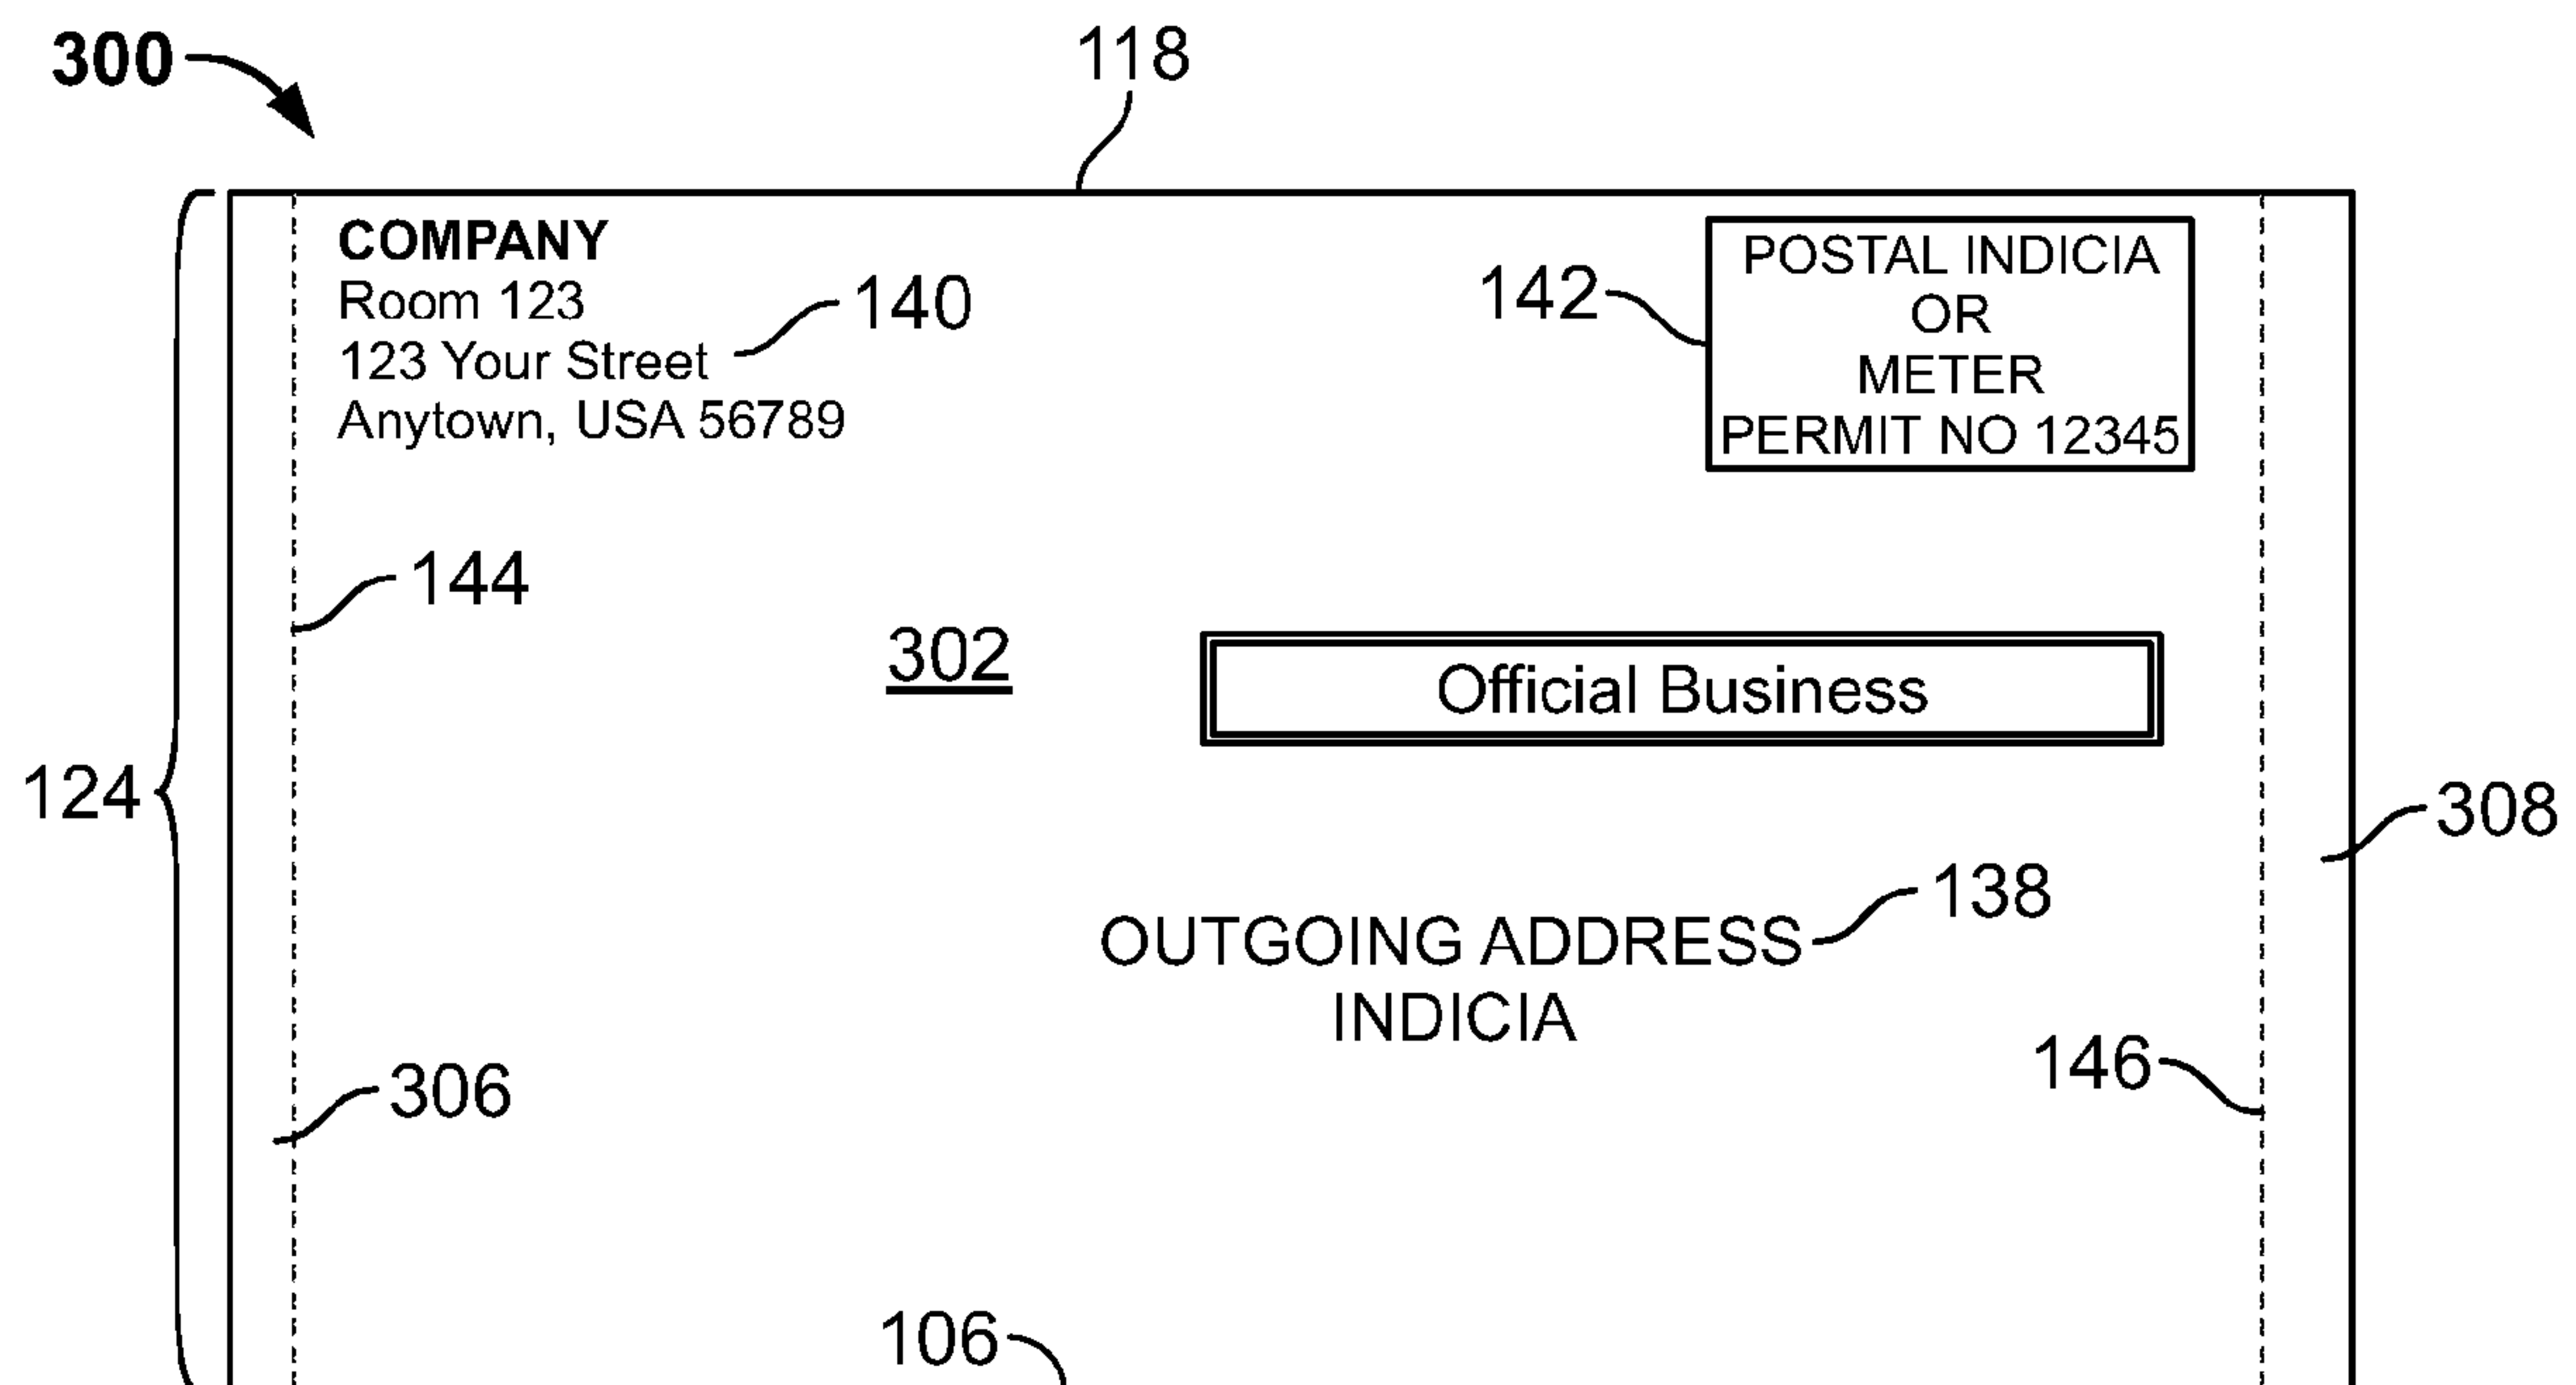 300
118
COMPANY
Room 123
123 Your Street
Anytown, USA 56789
140
142
POSTAL INDICIA
OR
METER
PERMIT NO 12345
144
302
Official Business
124
308
138
OUTGOING ADDRESS
INDICIA
146
306
106